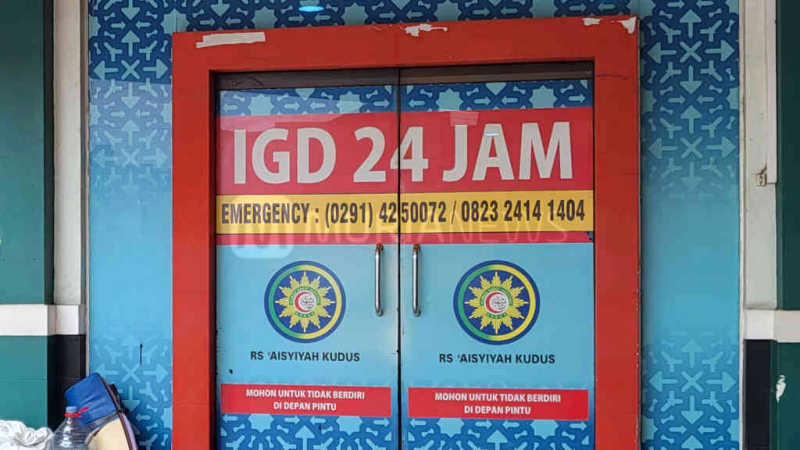 IGD 24 JAM
EMERGENCY : (0291) 4250072 / 0823 2414 1404
MURIANEWS
RS 'AISYIYAH KUDUS
RS 'AISYIYAH KUDUS
MOHON UNTUK TIDAK BERDIRI
DI DEPAN PINTU
MOHON UNTUK TIDAK BERDIRI
DI DEPAN PINTU